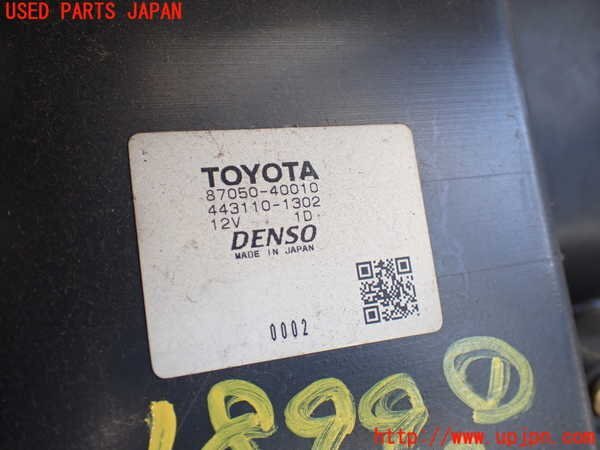 USED PARTS JAPAN
TOYOTA
87050-40010
443110-1302
12V 1D
DENSO
MADE IN JAPAN
0002
http://www.upjpn.com